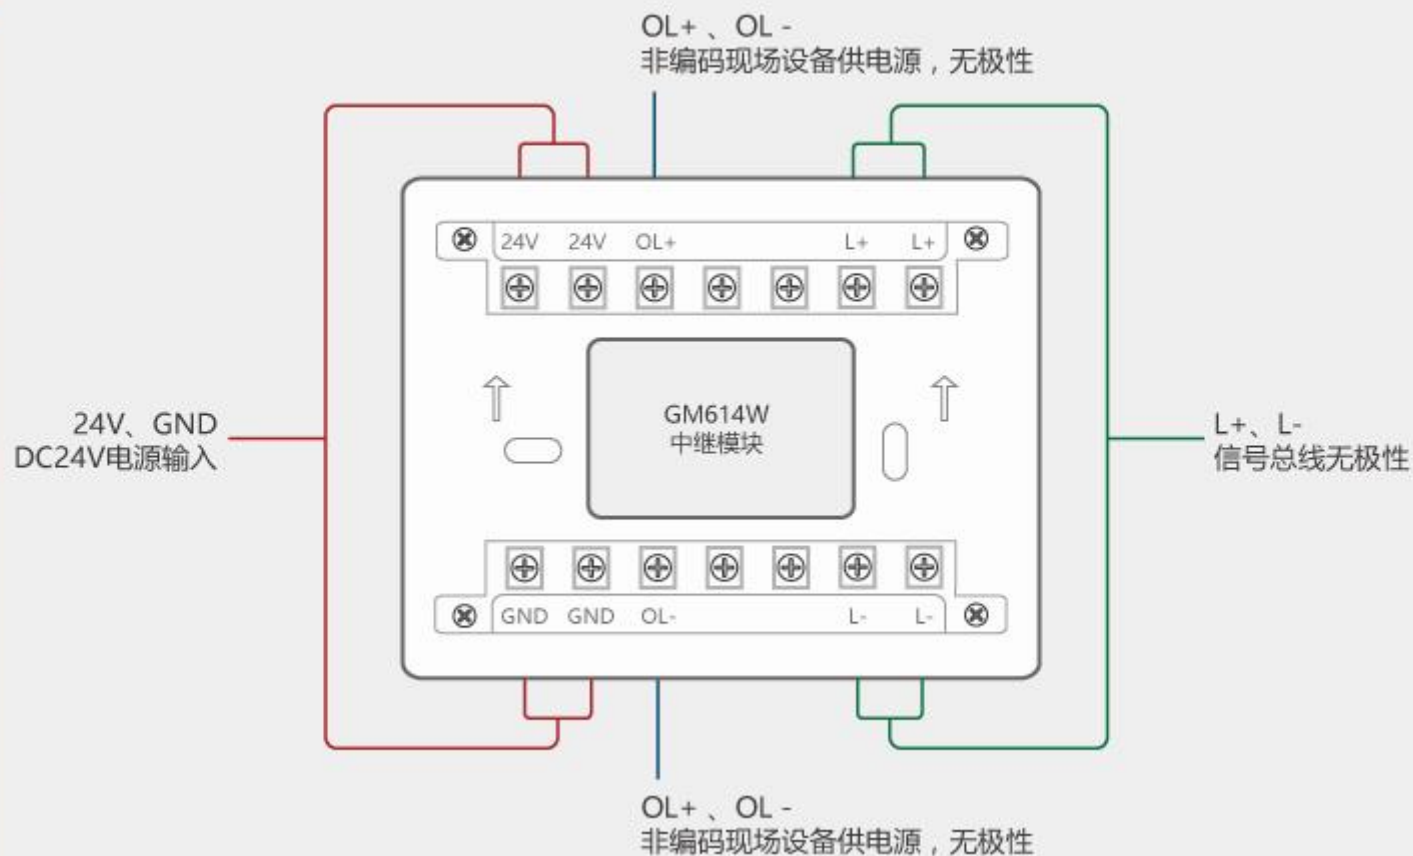 OL+ 、OL -
非编码现场设备供电源，无极性
24V 24V OL+ L+ L+
GM614W
中继模块
24V、GND
DC24V电源输入
L+、L-
信号总线无极性
GND GND OL- L- L-
OL+ 、OL -
非编码现场设备供电源，无极性